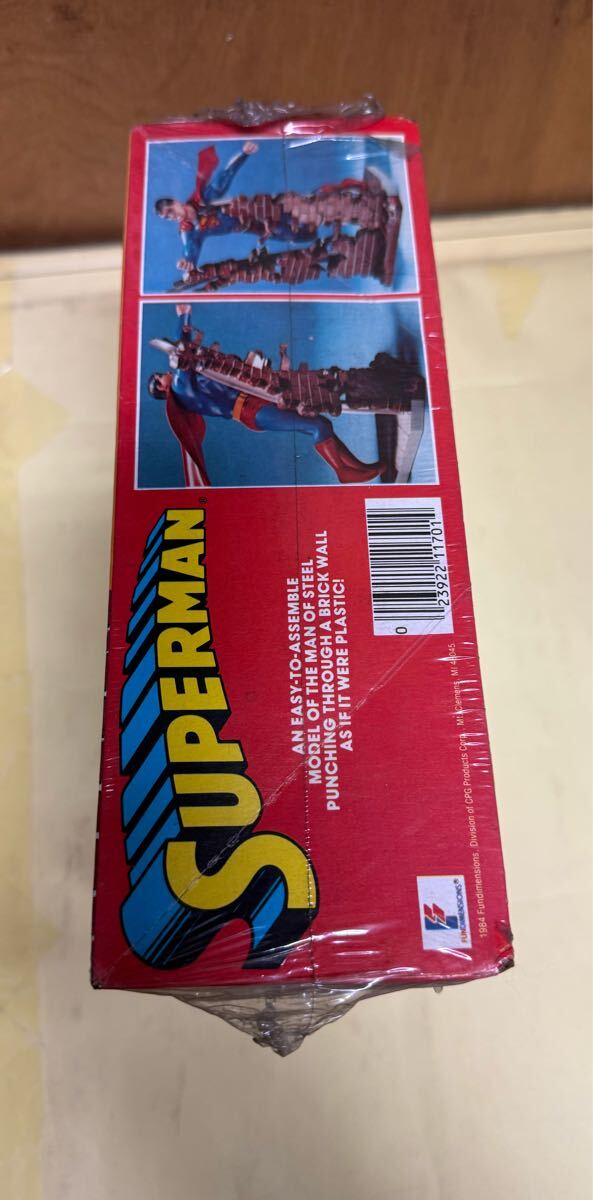 SUPERMAN®
AN EASY-TO-ASSEMBLE
MODEL OF THE MAN OF STEEL
PUNCHING THROUGH A BRICK WALL
AS IF IT WERE PLASTIC!
0 23922 11701
FUNDIMENSIONS®
1984 Fundimensions, Division of CPG Products Corp. Mt. Clemens, MI 48045